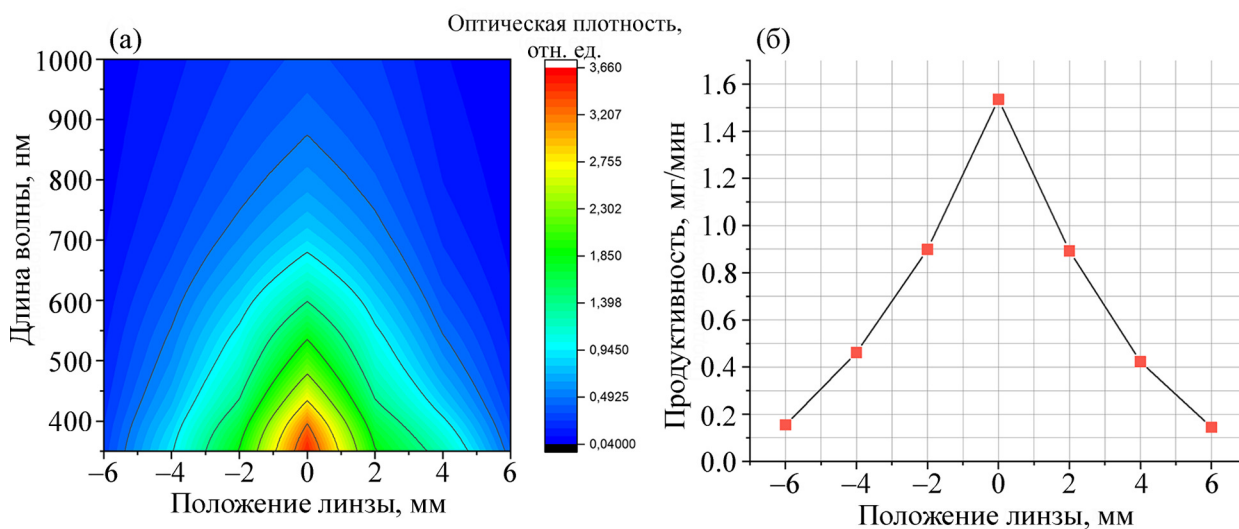 (а)
Оптическая плотность,
отн. ед.
Длина волны, нм
1000
900
800
700
600
500
400
–6 –4 –2 0 2 4 6
Положение линзы, мм
3,660
3,207
2,755
2,302
1,850
1,398
0,9450
0,4925
0,04000
(б)
Продуктивность, мг/мин
1.6
1.4
1.2
1.0
0.8
0.6
0.4
0.2
0.0
–6 –4 –2 0 2 4 6
Положение линзы, мм